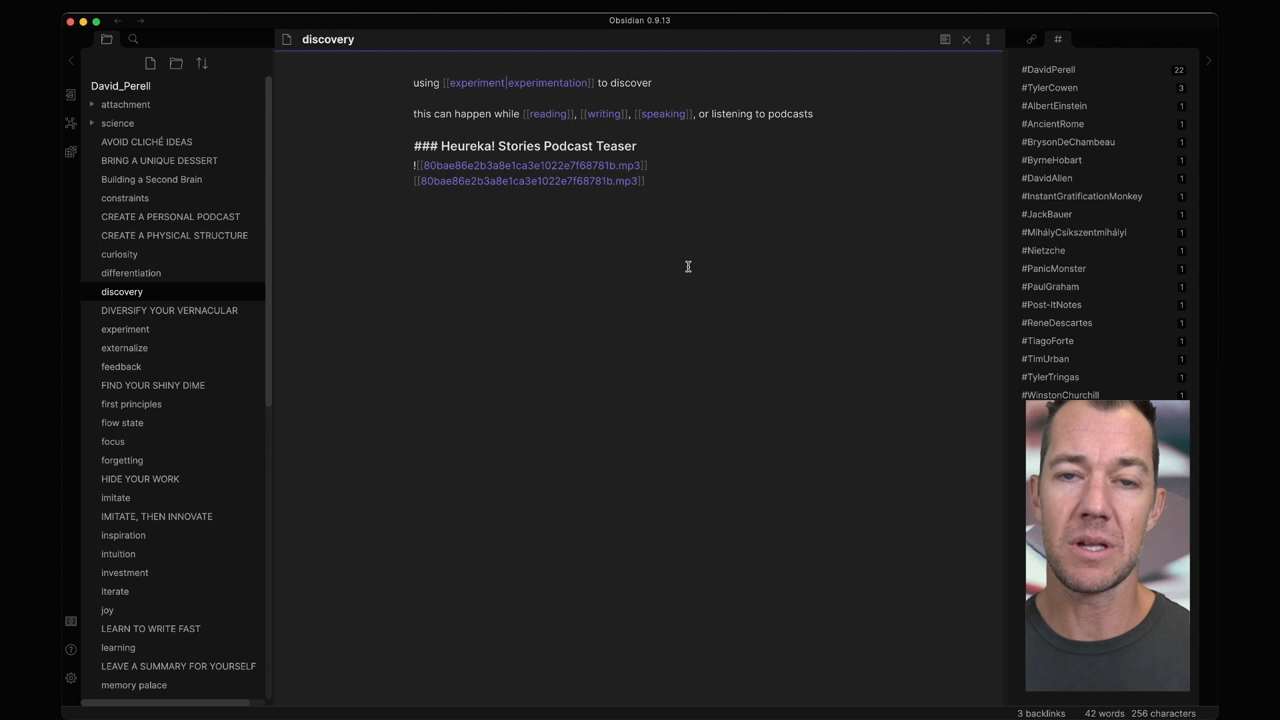 Obsidian 0.9.13
discovery
David_Perell
attachment
science
AVOID CLICHÉ IDEAS
BRING A UNIQUE DESSERT
Building a Second Brain
constraints
CREATE A PERSONAL PODCAST
CREATE A PHYSICAL STRUCTURE
curiosity
differentiation
discovery
DIVERSIFY YOUR VERNACULAR
experiment
externalize
feedback
FIND YOUR SHINY DIME
first principles
flow state
focus
forgetting
HIDE YOUR WORK
imitate
IMITATE, THEN INNOVATE
inspiration
intuition
investment
iterate
joy
LEARN TO WRITE FAST
learning
LEAVE A SUMMARY FOR YOURSELF
memory palace
using [[experiment|experimentation]] to discover
this can happen while [[reading]], [[writing]], [[speaking]], or listening to podcasts
### Heureka! Stories Podcast Teaser
![[80bae86e2b3a8e1ca3e1022e7f68781b.mp3]]
[[80bae86e2b3a8e1ca3e1022e7f68781b.mp3]]
#DavidPerell 22
#TylerCowen 3
#AlbertEinstein 1
#AncientRome 1
#BrysonDeChambeau 1
#ByrneHobart 1
#DavidAllen 1
#InstantGratificationMonkey 1
#JackBauer 1
#MihályCsíkszentmihályi 1
#Nietzche 1
#PanicMonster 1
#PaulGraham 1
#Post-ItNotes 1
#ReneDescartes 1
#TiagoForte 1
#TimUrban 1
#TylerTringas 1
#WinstonChurchill 1
3 backlinks 42 words 256 characters